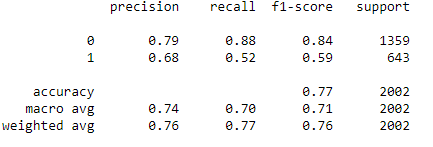 precision recall f1-score support
0 0.79 0.88 0.84 1359
1 0.68 0.52 0.59 643
accuracy 0.77 2002
macro avg 0.74 0.70 0.71 2002
weighted avg 0.76 0.77 0.76 2002